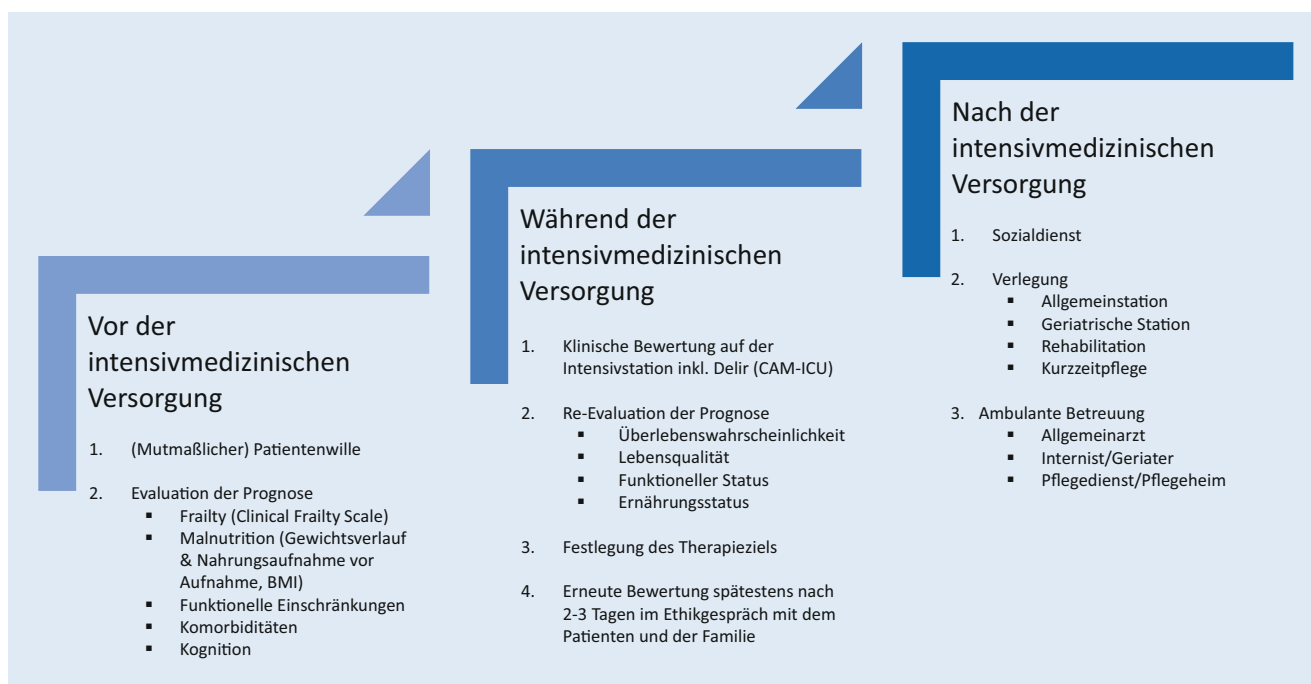 Vor der
intensivmedizinischen
Versorgung
1. (Mutmaßlicher) Patientenwille
2. Evaluation der Prognose
▪ Frailty (Clinical Frailty Scale)
▪ Malnutrition (Gewichtsverlauf
& Nahrungsaufnahme vor
Aufnahme, BMI)
▪ Funktionelle Einschränkungen
▪ Komorbiditäten
▪ Kognition
Während der
intensivmedizinischen
Versorgung
1. Klinische Bewertung auf der
Intensivstation inkl. Delir (CAM-ICU)
2. Re-Evaluation der Prognose
▪ Überlebenswahrscheinlichkeit
▪ Lebensqualität
▪ Funktioneller Status
▪ Ernährungsstatus
3. Festlegung des Therapieziels
4. Erneute Bewertung spätestens nach
2-3 Tagen im Ethikgespräch mit dem
Patienten und der Familie
Nach der
intensivmedizinischen
Versorgung
1. Sozialdienst
2. Verlegung
▪ Allgemeinstation
▪ Geriatrische Station
▪ Rehabilitation
▪ Kurzzeitpflege
3. Ambulante Betreuung
▪ Allgemeinarzt
▪ Internist/Geriater
▪ Pflegedienst/Pflegeheim